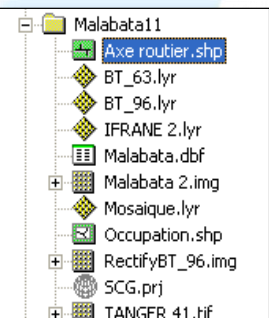 Malabata11
Axe routier.shp
BT_63.lyr
BT_96.lyr
IFRANE 2.lyr
Malabata.dbf
Malabata 2.img
Mosaique.lyr
Occupation.shp
RectifyBT_96.img
SCG.prj
TANGER 41.tif